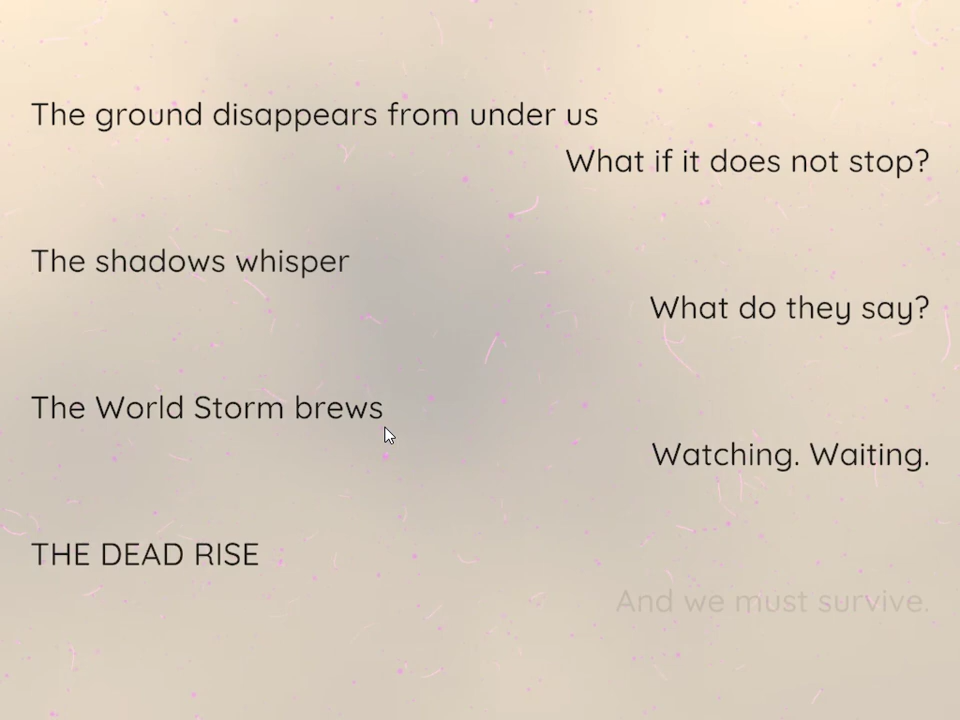 The ground disappears from under us
What if it does not stop?
The shadows whisper
What do they say?
The World Storm brews
Watching. Waiting.
THE DEAD RISE
And we must survive.